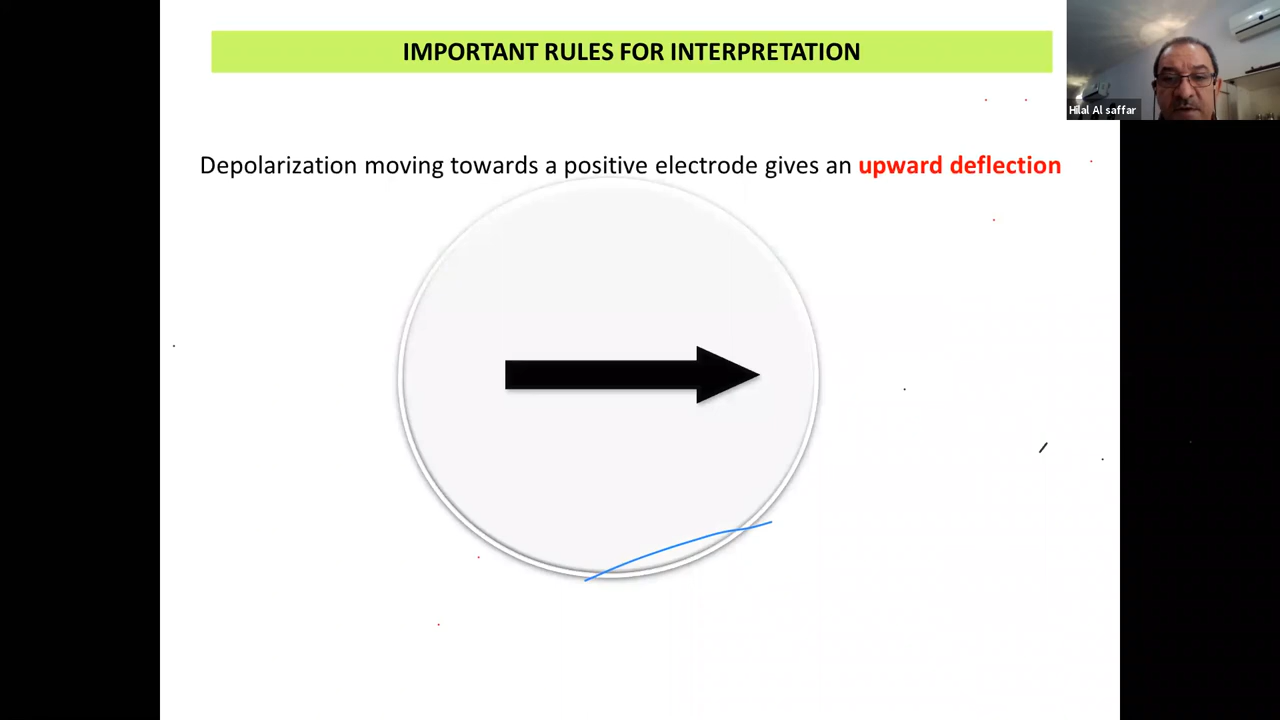 IMPORTANT RULES FOR INTERPRETATION
Hilal Al saffar
Depolarization moving towards a positive electrode gives an upward deflection